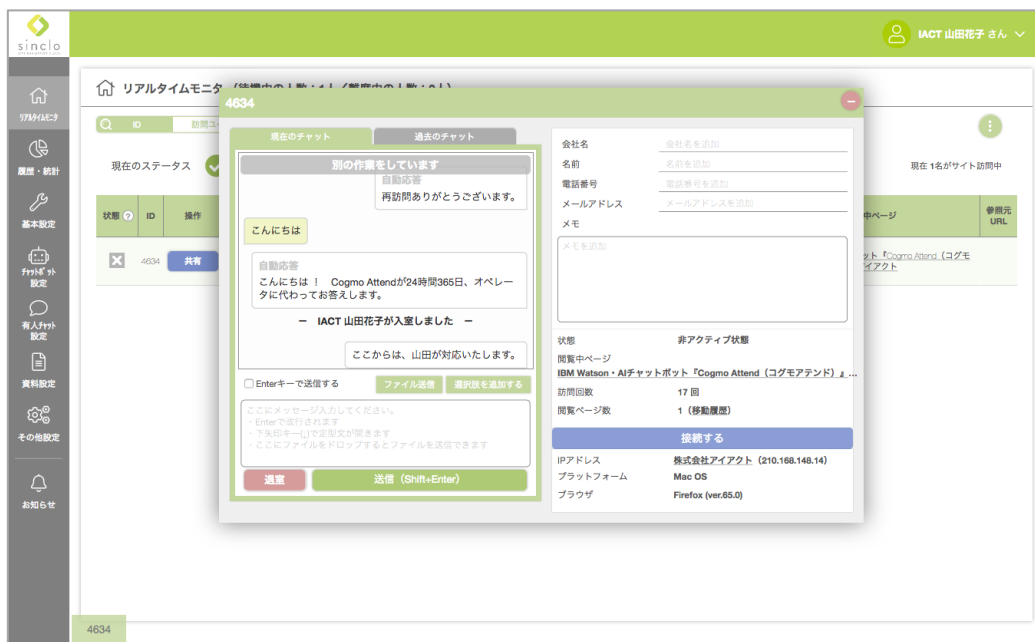 sinclo
IACT 山田花子 さん
リアルタイムモニタ
リアルタイムモニタ
履歴・統計
基本設定
チャットボット
設定
有人チャット
設定
資料設定
その他設定
お知らせ
ID
訪問ユ
現在のステータス
現在 1名がサイト訪問中
状態 ?
ID
操作
中ページ
参照元
URL
4634
共有
ット『Cogmo Attend（コグモ
アイアクト
4634
現在のチャット
過去のチャット
別の作業をしています
自動応答
再訪問ありがとうございます。
こんにちは
自動応答
こんにちは ！ Cogmo Attendが24時間365日、オペレー
タに代わってお答えします。
− IACT 山田花子が入室しました −
ここからは、山田が対応いたします。
Enterキーで送信する
ファイル送信
選択肢を追加する
ここにメッセージ入力してください。
・Enterで改行されます
・下矢印キー(↓)で定型文が開きます
・ここにファイルをドロップするとファイルを送信できます
退室
送信（Shift+Enter）
会社名 会社名を追加
名前 名前を追加
電話番号 電話番号を追加
メールアドレス メールアドレスを追加
メモ
メモを追加
状態 非アクティブ状態
閲覧中ページ
IBM Watson・AIチャットボット『Cogmo Attend（コグモアテンド）』...
訪問回数 17 回
閲覧ページ数 1（移動履歴）
接続する
IPアドレス 株式会社アイアクト（210.168.148.14）
プラットフォーム Mac OS
ブラウザ Firefox (ver.65.0)
4634